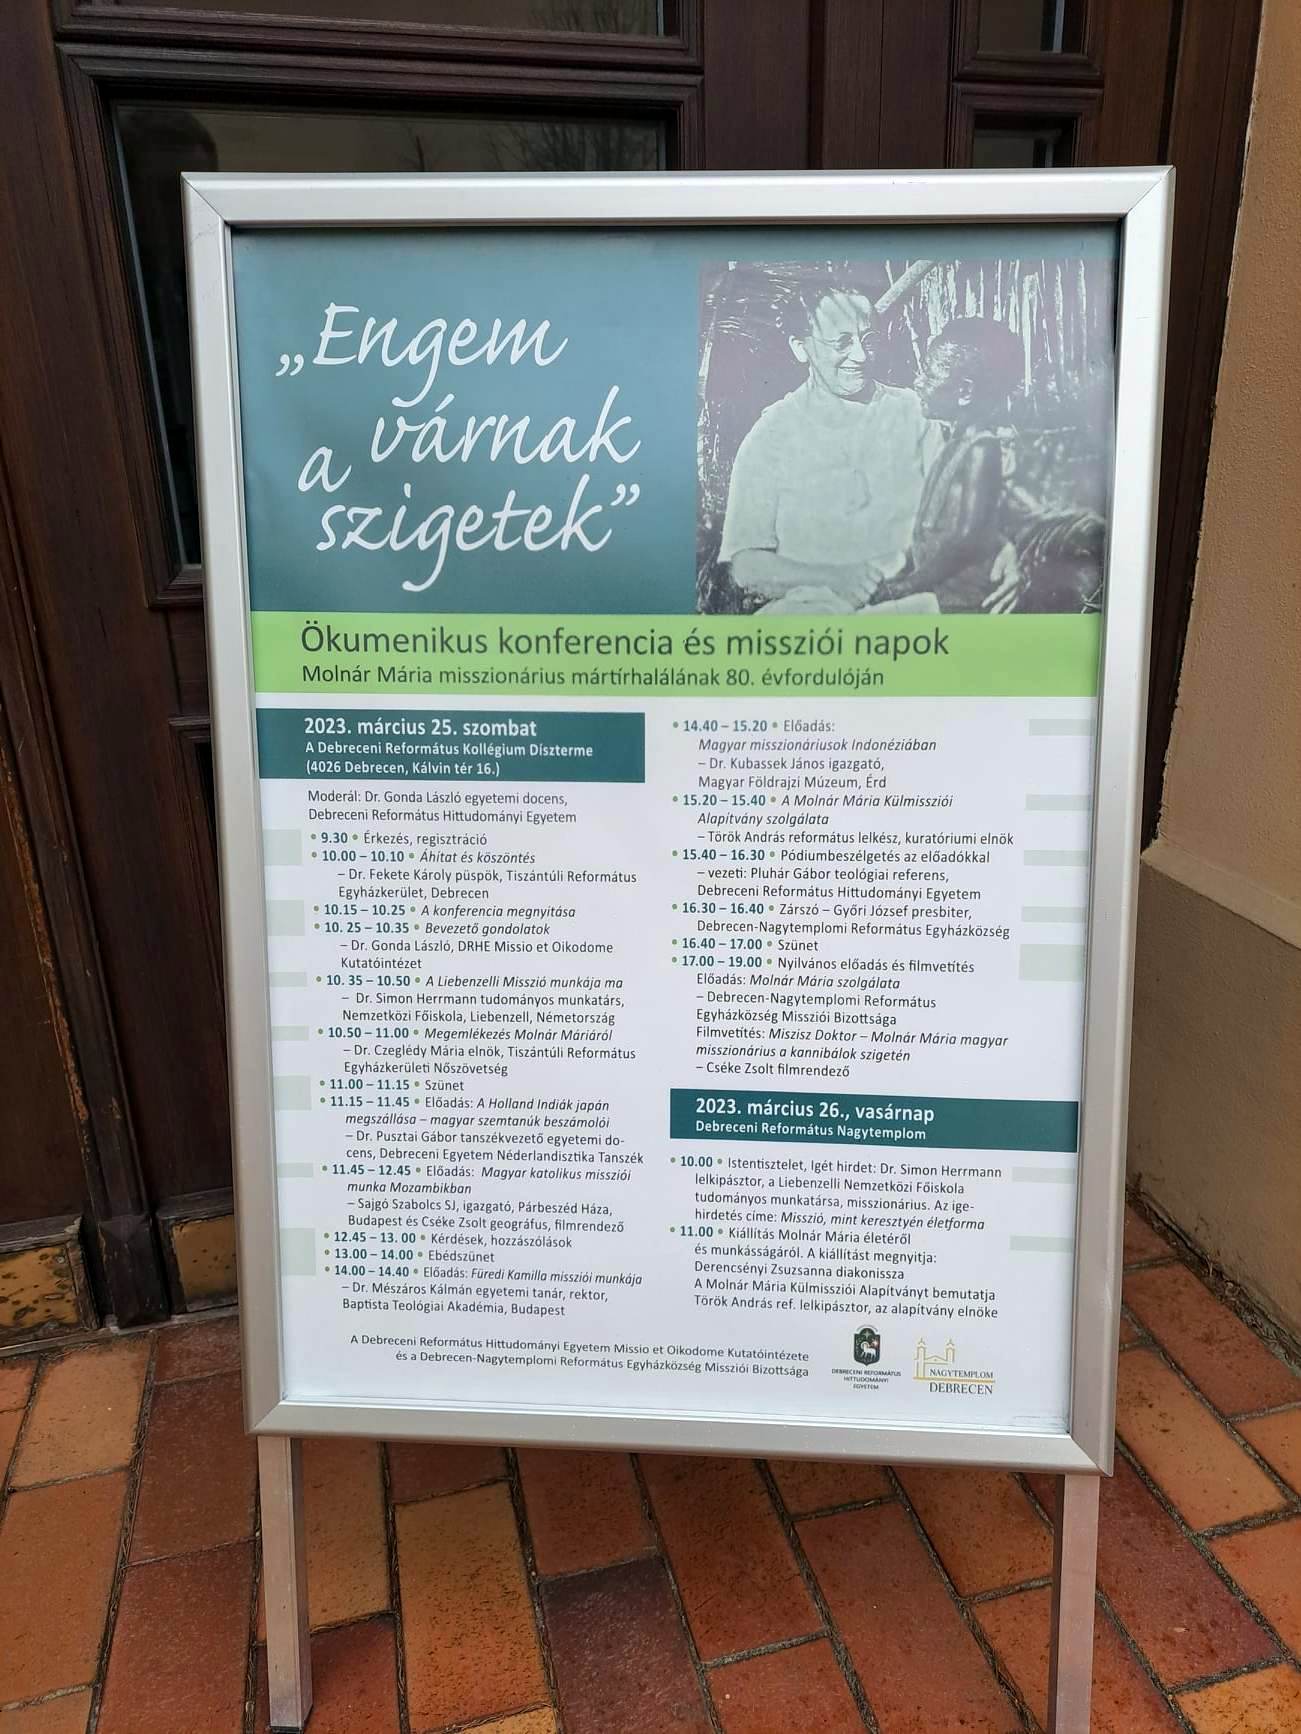 „Engem
várnak
a
szigetek”
Ökumenikus konferencia és missziói napok
Molnár Mária misszionárius mártírhalálának 80. évfordulóján
2023. március 25. szombat
A Debreceni Református Kollégium Díszterme
(4026 Debrecen, Kálvin tér 16.)
Moderál: Dr. Gonda László egyetemi docens,
Debreceni Református Hittudományi Egyetem
• 9.30 • Érkezés, regisztráció
• 10.00 – 10.10 • Áhítat és köszöntés
– Dr. Fekete Károly püspök, Tiszántúli Református
Egyházkerület, Debrecen
• 10.15 – 10.25 • A konferencia megnyitása
• 10. 25 – 10.35 • Bevezető gondolatok
– Dr. Gonda László, DRHE Missio et Oikodome
Kutatóintézet
• 10. 35 – 10.50 • A Liebenzelli Misszió munkája ma
– Dr. Simon Herrmann tudományos munkatárs,
Nemzetközi Főiskola, Liebenzell, Németország
• 10.50 – 11.00 • Megemlékezés Molnár Máriáról
– Dr. Czeglédy Mária elnök, Tiszántúli Református
Egyházkerületi Nőszövetség
• 11.00 – 11.15 • Szünet
• 11.15 – 11.45 • Előadás: A Holland Indiák japán
megszállása – magyar szemtanúk beszámolói
– Dr. Pusztai Gábor tanszékvezető egyetemi do-
cens, Debreceni Egyetem Néderlandisztika Tanszék
• 11.45 – 12.45 • Előadás: Magyar katolikus missziói
munka Mozambikban
– Sajgó Szabolcs SJ, igazgató, Párbeszéd Háza,
Budapest és Cséke Zsolt geográfus, filmrendező
• 12.45 – 13. 00 • Kérdések, hozzászólások
• 13.00 – 14.00 • Ebédszünet
• 14.00 – 14.40 • Előadás: Füredi Kamilla missziói munkája
– Dr. Mészáros Kálmán egyetemi tanár, rektor,
Baptista Teológiai Akadémia, Budapest
• 14.40 – 15.20 • Előadás:
Magyar misszionáriusok Indonéziában
– Dr. Kubassek János igazgató,
Magyar Földrajzi Múzeum, Érd
• 15.20 – 15.40 • A Molnár Mária Külmissziói
Alapítvány szolgálata
– Török András református lelkész, kuratóriumi elnök
• 15.40 – 16.30 • Pódiumbeszélgetés az előadókkal
– vezeti: Pluhár Gábor teológiai referens,
Debreceni Református Hittudományi Egyetem
• 16.30 – 16.40 • Zárszó – Győri József presbiter,
Debrecen-Nagytemplomi Református Egyházközség
• 16.40 – 17.00 • Szünet
• 17.00 – 19.00 • Nyilvános előadás és filmvetítés
Előadás: Molnár Mária szolgálata
– Debrecen-Nagytemplomi Református
Egyházközség Missziói Bizottsága
Filmvetítés: Miszisz Doktor – Molnár Mária magyar
misszionárius a kannibálok szigetén
– Cséke Zsolt filmrendező
2023. március 26., vasárnap
Debreceni Református Nagytemplom
• 10.00 • Istentisztelet, Igét hirdet: Dr. Simon Herrmann
lelkipásztor, a Liebenzelli Nemzetközi Főiskola
tudományos munkatársa, misszionárius. Az ige-
hirdetés címe: Misszió, mint keresztyén életforma
• 11.00 • Kiállítás Molnár Mária életéről
és munkásságáról. A kiállítást megnyitja:
Derencsényi Zsuzsanna diakonissza
A Molnár Mária Külmissziói Alapítványt bemutatja
Török András ref. lelkipásztor, az alapítvány elnöke
A Debreceni Református Hittudományi Egyetem Missio et Oikodome Kutatóintézete
és a Debrecen-Nagytemplomi Református Egyházközség Missziói Bizottsága
DEBRECENI REFORMÁTUS
HITTUDOMÁNYI
EGYETEM
NAGYTEMPLOM
DEBRECEN